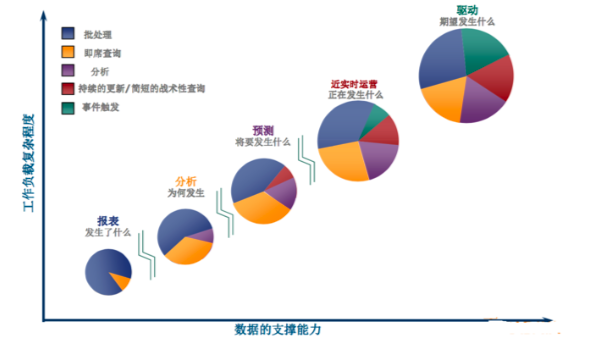 驱动
期望发生什么
批处理
即席查询
分析
持续的更新/简短的战术性查询
事件触发
近实时运营
正在发生什么
预测
将要发生什么
分析
为何发生
报表
发生了什么
工作负载复杂程度
数据的支撑能力